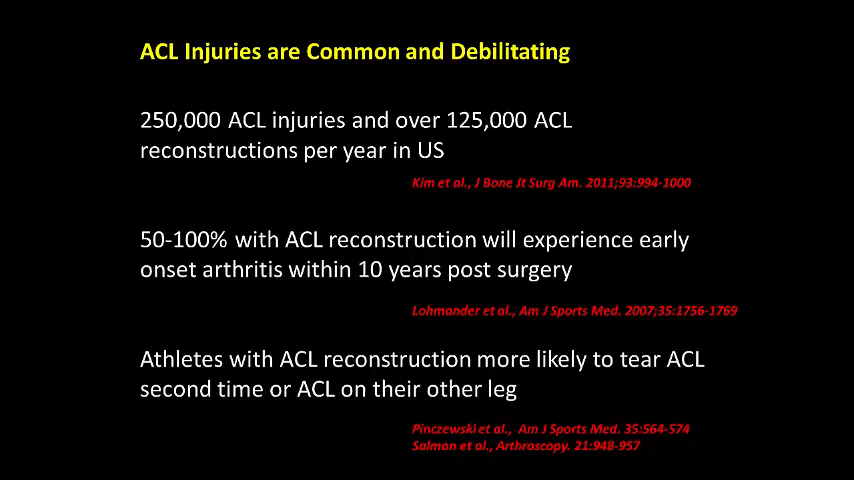 ACL Injuries are Common and Debilitating
250,000 ACL injuries and over 125,000 ACL
reconstructions per year in US
Kim et al., J Bone Jt Surg Am. 2011;93:994-1000
50-100% with ACL reconstruction will experience early
onset arthritis within 10 years post surgery
Lohmander et al., Am J Sports Med. 2007;35:1756-1769
Athletes with ACL reconstruction more likely to tear ACL
second time or ACL on their other leg
Pinczewski et al., Am J Sports Med. 35:564-574
Salmon et al., Arthroscopy. 21:948-957